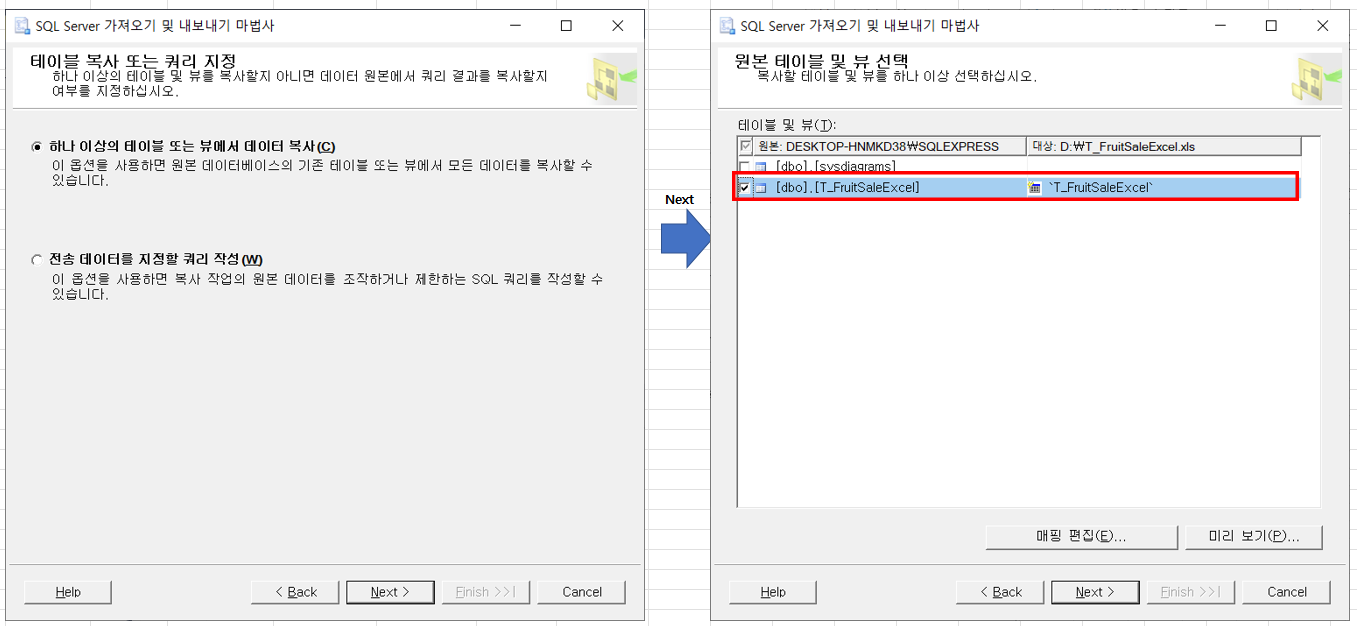 SQL Server 가져오기 및 내보내기 마법사
테이블 복사 또는 쿼리 지정
하나 이상의 테이블 및 뷰를 복사할지 아니면 데이터 원본에서 쿼리 결과를 복사할지
여부를 지정하십시오.
하나 이상의 테이블 또는 뷰에서 데이터 복사(C)
이 옵션을 사용하면 원본 데이터베이스의 기존 테이블 또는 뷰에서 모든 데이터를 복사할 수
있습니다.
전송 데이터를 지정할 쿼리 작성(W)
이 옵션을 사용하면 복사 작업의 원본 데이터를 조작하거나 제한하는 SQL 쿼리를 작성할 수
있습니다.
Help
< Back
Next >
Finish >>|
Cancel
Next
SQL Server 가져오기 및 내보내기 마법사
원본 테이블 및 뷰 선택
복사할 테이블 및 뷰를 하나 이상 선택하십시오.
테이블 및 뷰(T):
원본: DESKTOP-HNMKD38₩SQLEXPRESS
대상: D:₩T_FruitSaleExcel.xls
[dbo].[sysdiagrams]
[dbo].[T_FruitSaleExcel]
`T_FruitSaleExcel`
매핑 편집(E)...
미리 보기(P)...
Help
< Back
Next >
Finish >>|
Cancel